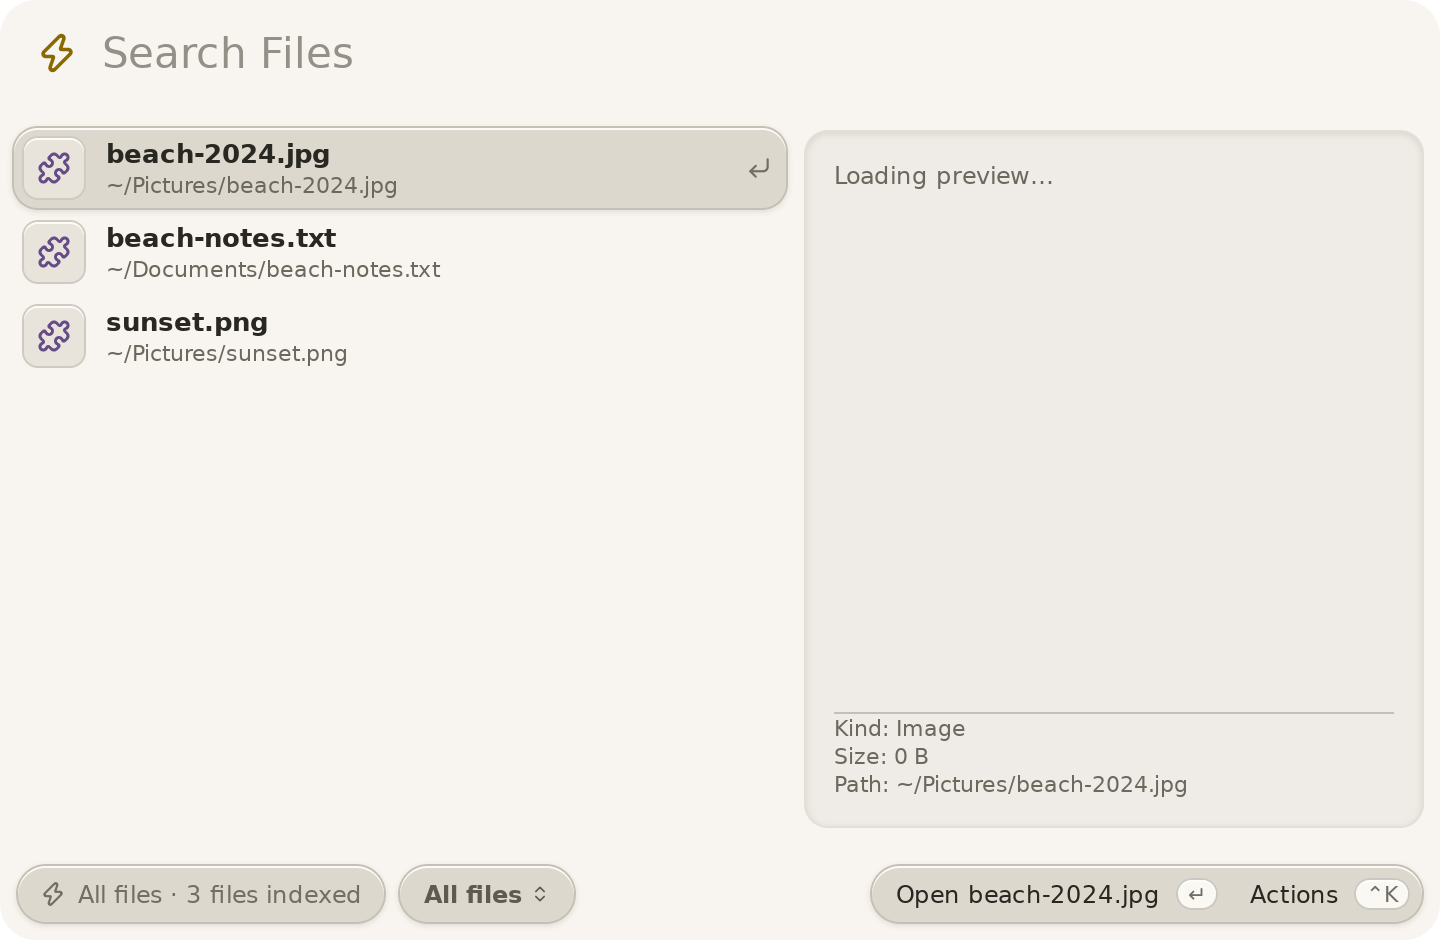 Search Files
beach-2024.jpg
~/Pictures/beach-2024.jpg
beach-notes.txt
~/Documents/beach-notes.txt
sunset.png
~/Pictures/sunset.png
Loading preview...
Kind: Image
Size: 0 B
Path: ~/Pictures/beach-2024.jpg
All files · 3 files indexed
All files
Open beach-2024.jpg ↵ Actions ^K